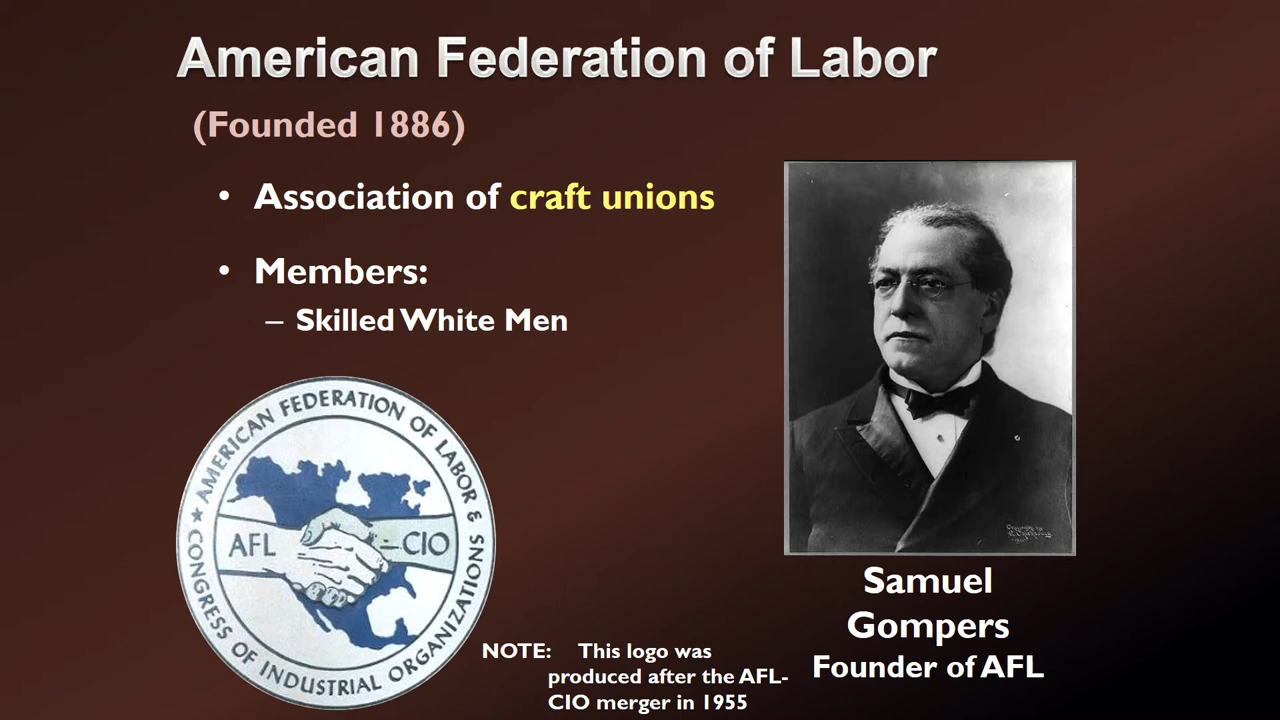 American Federation of Labor
(Founded 1886)
• Association of craft unions
• Members:
– Skilled White Men
★ AMERICAN FEDERATION OF LABOR &
CONGRESS OF INDUSTRIAL ORGANIZATIONS
AFL – CIO
NOTE: This logo was
produced after the AFL-
CIO merger in 1955
Samuel
Gompers
Founder of AFL